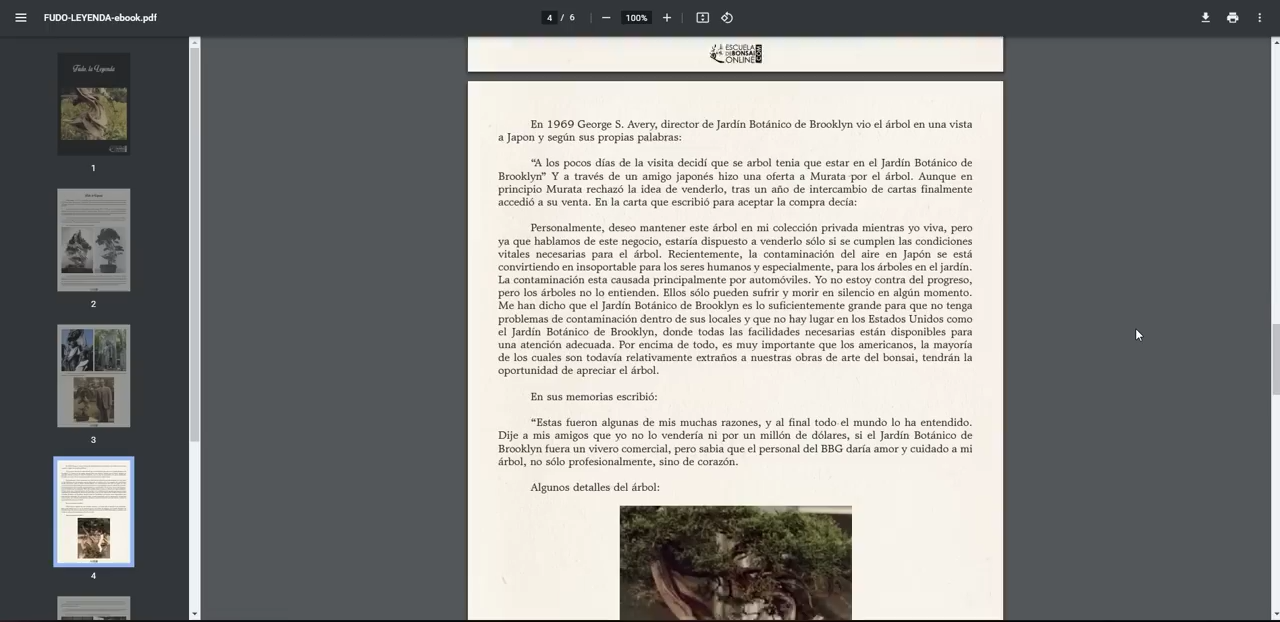 FUDO-LEYENDA-ebook.pdf
4 / 6
100%
Fudo, la Leyenda
1
2
3
4
ESCUELA
DE BONSAI
ONLINE
En 1969 George S. Avery, director de Jardín Botánico de Brooklyn vio el árbol en una vista
a Japon y según sus propias palabras:
“A los pocos días de la visita decidí que se arbol tenia que estar en el Jardín Botánico de
Brooklyn” Y a través de un amigo japonés hizo una oferta a Murata por el árbol. Aunque en
principio Murata rechazó la idea de venderlo, tras un año de intercambio de cartas finalmente
accedió a su venta. En la carta que escribió para aceptar la compra decía:
Personalmente, deseo mantener este árbol en mi colección privada mientras yo viva, pero
ya que hablamos de este negocio, estaría dispuesto a venderlo sólo si se cumplen las condiciones
vitales necesarias para el árbol. Recientemente, la contaminación del aire en Japón se está
convirtiendo en insoportable para los seres humanos y especialmente, para los árboles en el jardín.
La contaminación esta causada principalmente por automóviles. Yo no estoy contra del progreso,
pero los árboles no lo entienden. Ellos sólo pueden sufrir y morir en silencio en algún momento.
Me han dicho que el Jardín Botánico de Brooklyn es lo suficientemente grande para que no tenga
problemas de contaminación dentro de sus locales y que no hay lugar en los Estados Unidos como
el Jardín Botánico de Brooklyn, donde todas las facilidades necesarias están disponibles para
una atención adecuada. Por encima de todo, es muy importante que los americanos, la mayoría
de los cuales son todavía relativamente extraños a nuestras obras de arte del bonsai, tendrán la
oportunidad de apreciar el árbol.
En sus memorias escribió:
“Estas fueron algunas de mis muchas razones, y al final todo el mundo lo ha entendido.
Dije a mis amigos que yo no lo vendería ni por un millón de dólares, si el Jardín Botánico de
Brooklyn fuera un vivero comercial, pero sabia que el personal del BBG daría amor y cuidado a mi
árbol, no sólo profesionalmente, sino de corazón.
Algunos detalles del árbol: